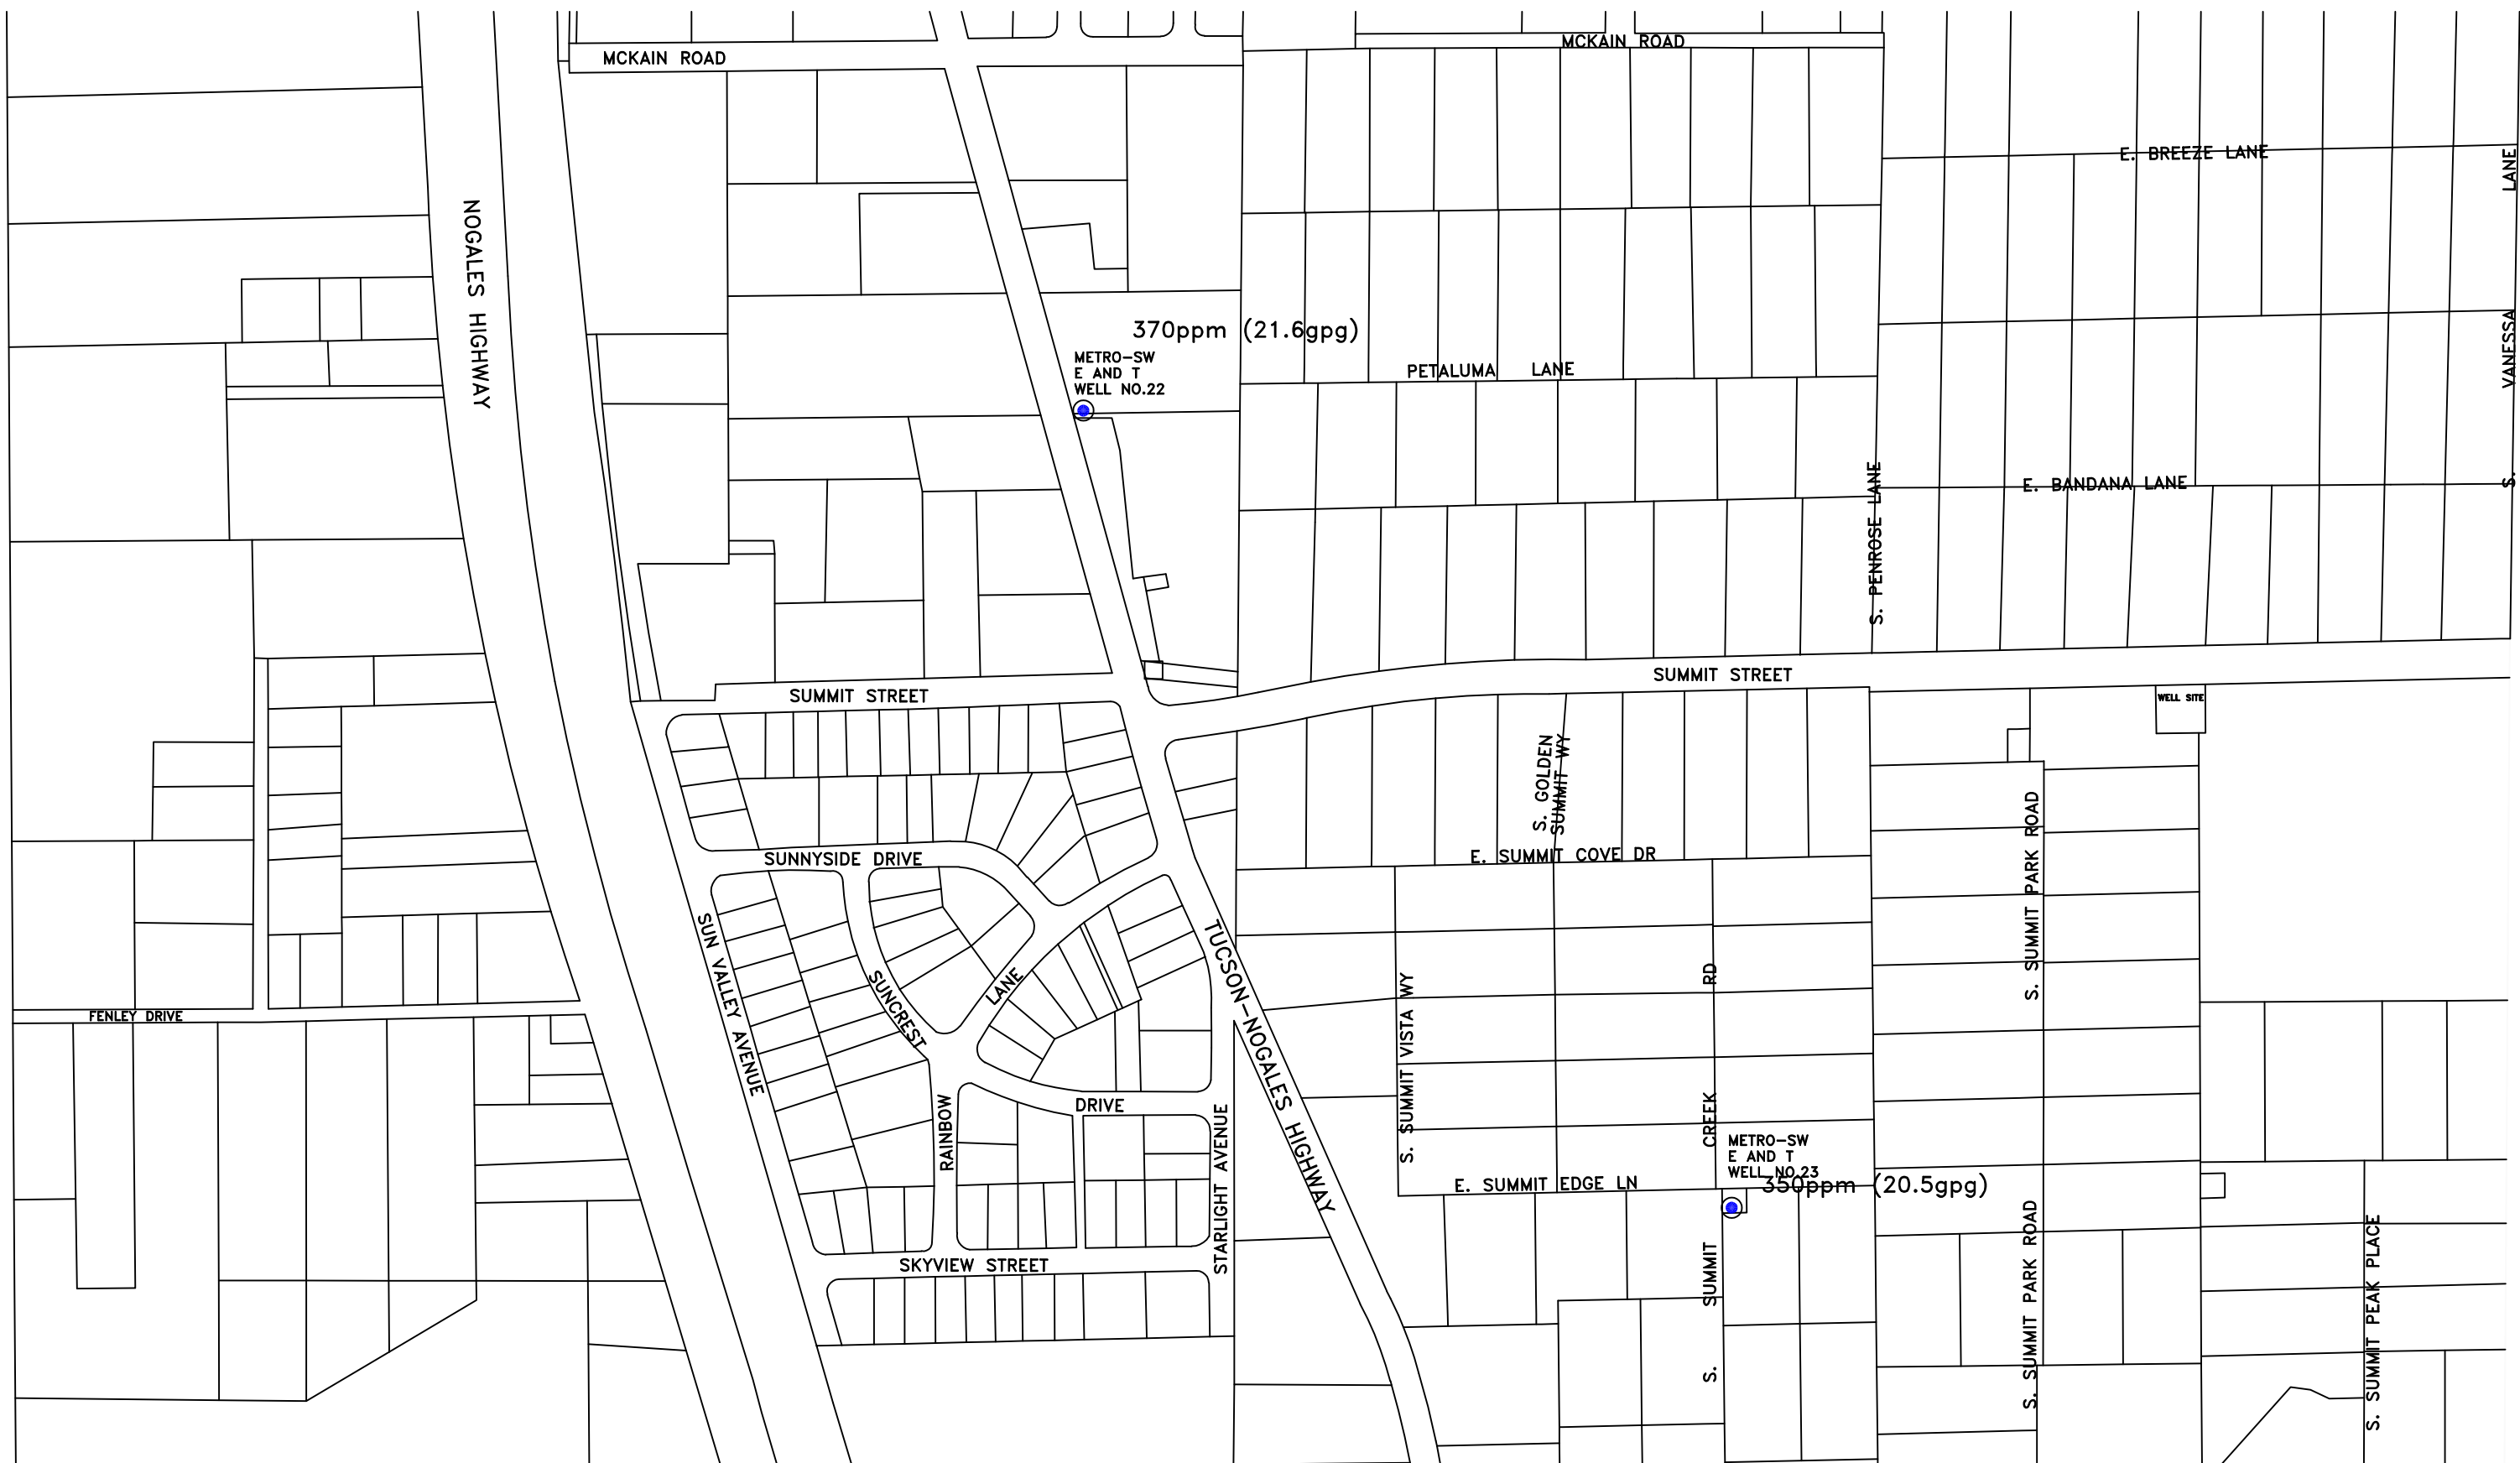 MCKAIN ROAD
MCKAIN ROAD
E. BREEZE LANE
S. VANESSA LANE
NOGALES HIGHWAY
370ppm (21.6gpg)
METRO-SW
E AND T
WELL NO.22
PETALUMA LANE
S. PENROSE LANE
E. BANDANA LANE
SUMMIT STREET
SUMMIT STREET
WELL SITE
S. GOLDEN
SUMMIT WY
SUNNYSIDE DRIVE
E. SUMMIT COVE DR
S. SUMMIT PARK ROAD
SUN VALLEY AVENUE
SUNCREST
LANE
TUCSON-NOGALES HIGHWAY
S. SUMMIT VISTA WY
S. SUMMIT CREEK RD
FENLEY DRIVE
RAINBOW
DRIVE
STARLIGHT AVENUE
METRO-SW
E AND T
WELL NO.23
350ppm (20.5gpg)
E. SUMMIT EDGE LN
S. SUMMIT PARK ROAD
S. SUMMIT PEAK PLACE
SKYVIEW STREET